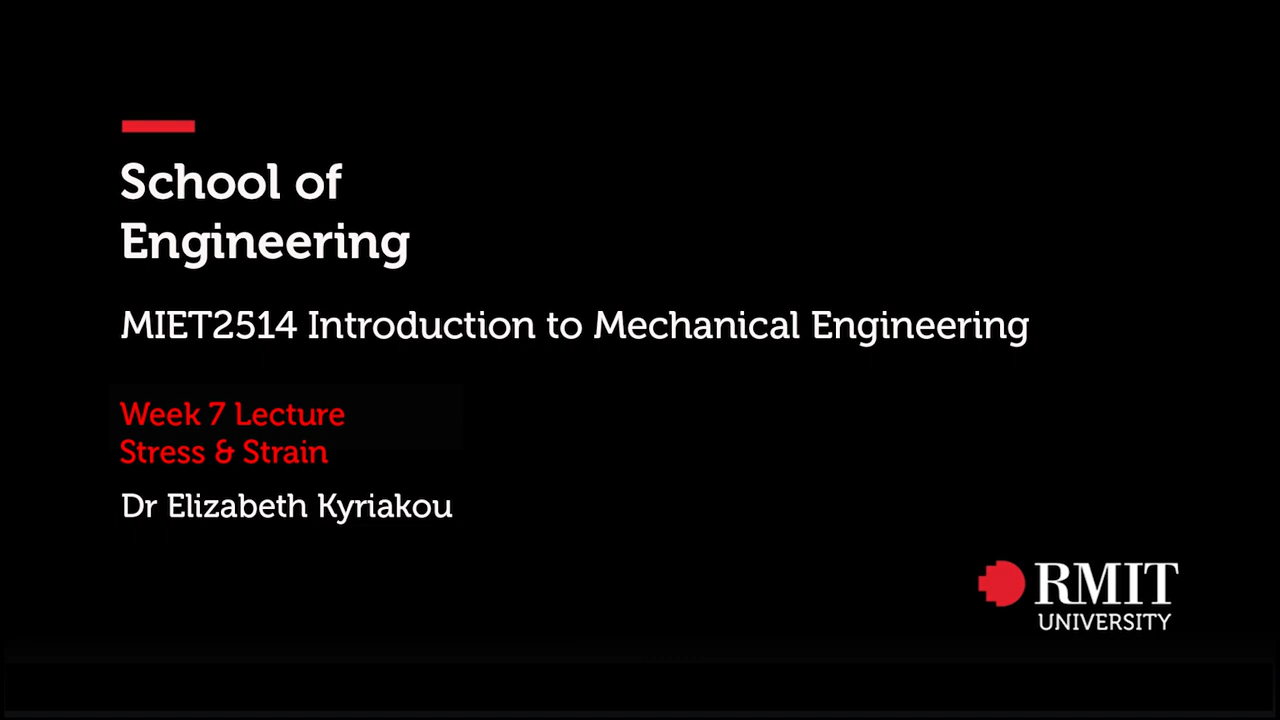 School of
Engineering
MIET2514 Introduction to Mechanical Engineering
Week 7 Lecture
Stress & Strain
Dr Elizabeth Kyriakou
RMIT
UNIVERSITY